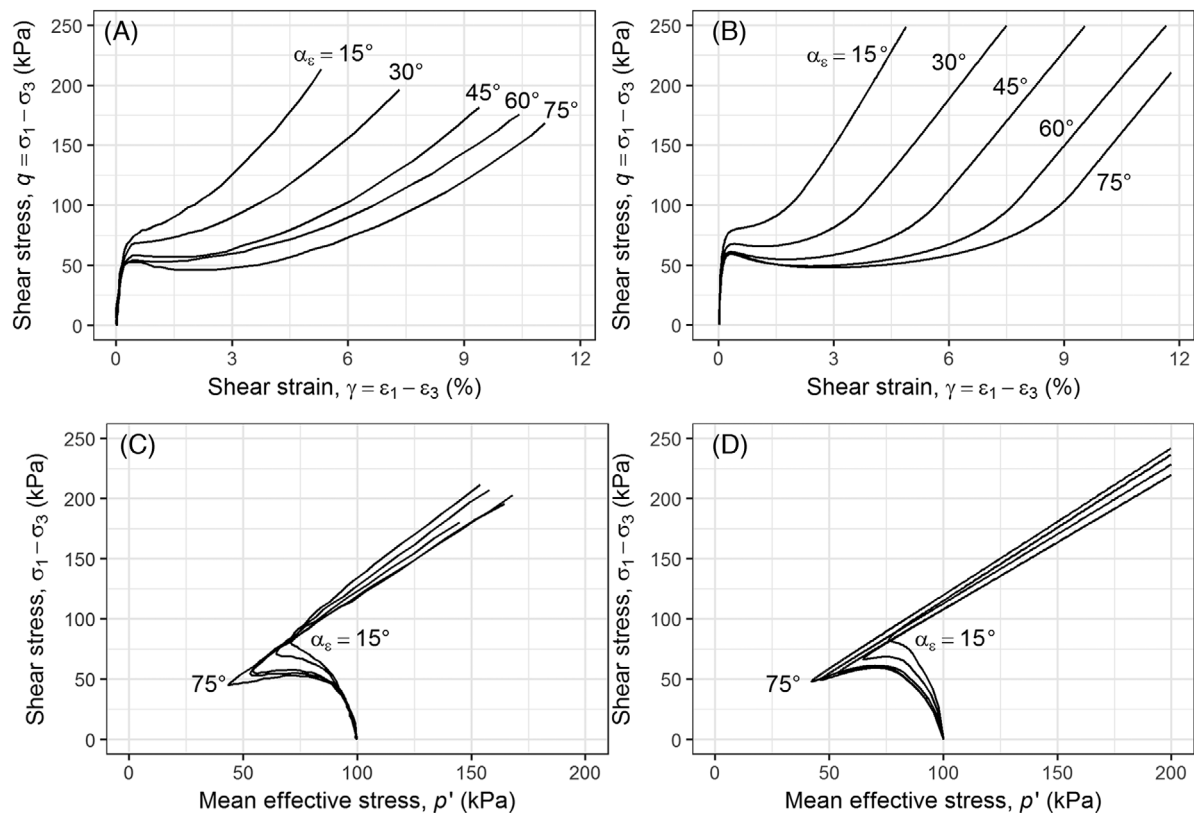 (A)
Shear stress, q = σ1 − σ3 (kPa)
250
200
150
100
50
0
αε = 15°
30°
45°
60°
75°
0 3 6 9 12
Shear strain, γ = ε1 − ε3 (%)
(B)
Shear stress, q = σ1 − σ3 (kPa)
250
200
150
100
50
0
αε = 15°
30°
45°
60°
75°
0 3 6 9 12
Shear strain, γ = ε1 − ε3 (%)
(C)
Shear stress, σ1 − σ3 (kPa)
250
200
150
100
50
0
αε = 15°
75°
0 50 100 150 200
Mean effective stress, p' (kPa)
(D)
Shear stress, σ1 − σ3 (kPa)
250
200
150
100
50
0
αε = 15°
75°
0 50 100 150 200
Mean effective stress, p' (kPa)